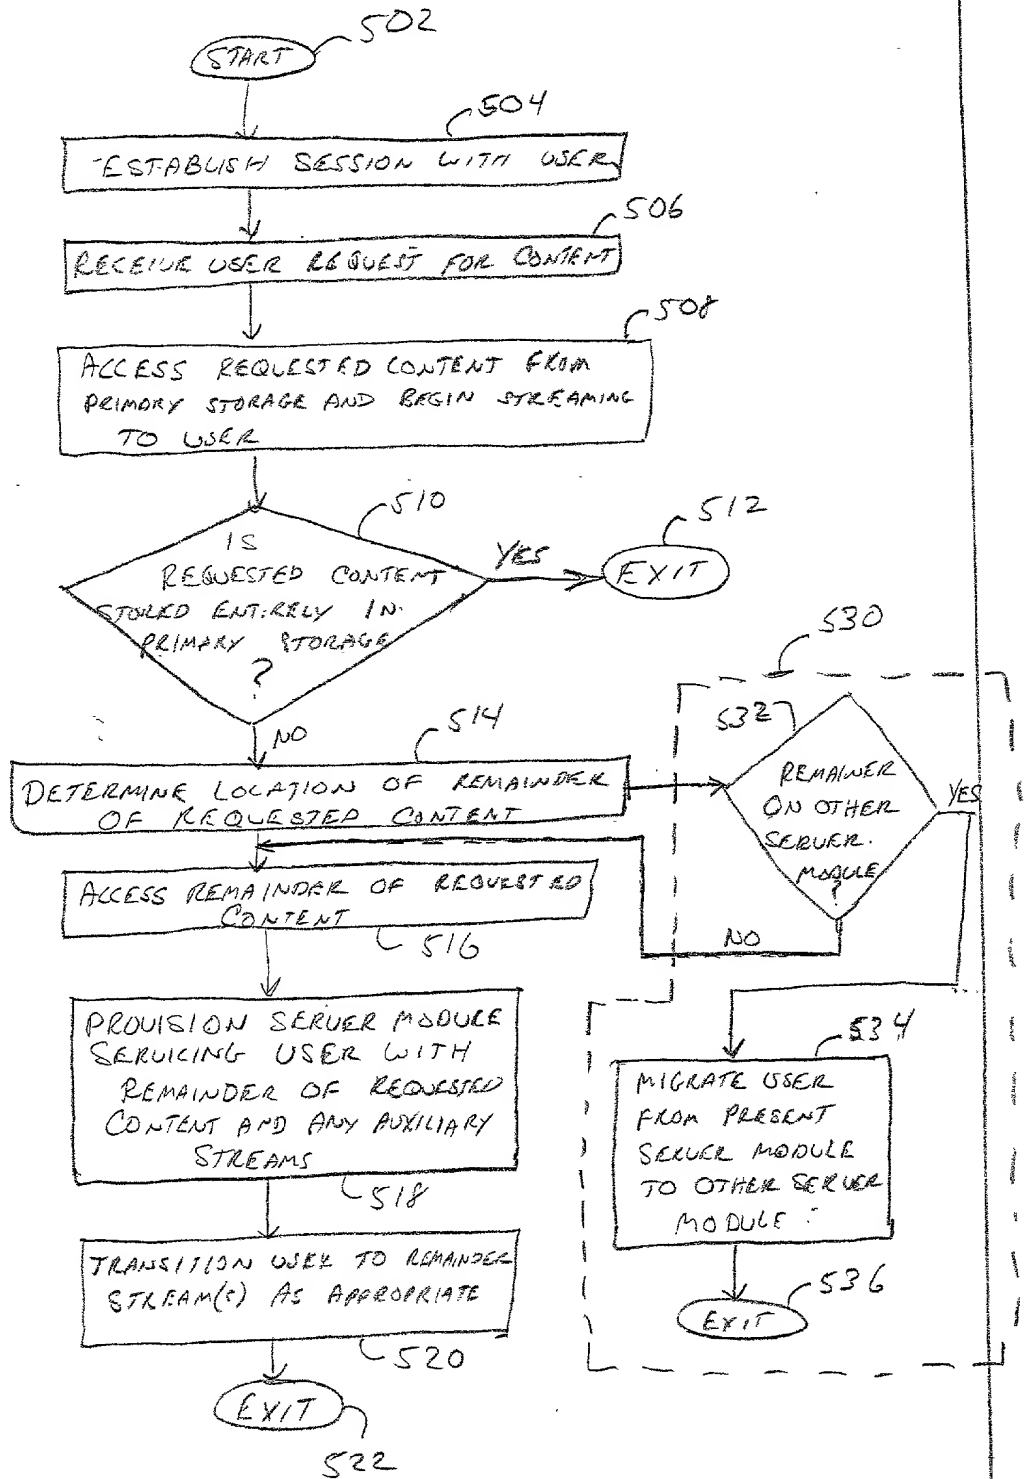 502
START
504
ESTABLISH SESSION WITH USER
506
RECEIVE USER REQUEST FOR CONTENT
508
ACCESS REQUESTED CONTENT FROM
PRIMARY STORAGE AND BEGIN STREAMING
TO USER
510
IS
REQUESTED CONTENT
STORED ENTIRELY IN
PRIMARY STORAGE
?
YES
512
EXIT
NO
514
DETERMINE LOCATION OF REMAINDER
OF REQUESTED CONTENT
530
532
REMAINER
ON OTHER
SERVER
MODULE
?
YES
NO
ACCESS REMAINDER OF REQUESTED
CONTENT
516
PROVISION SERVER MODULE
SERVICING USER WITH
REMAINDER OF REQUESTED
CONTENT AND ANY AUXILIARY
STREAMS
518
534
MIGRATE USER
FROM PRESENT
SERVER MODULE
TO OTHER SERVER
MODULE
TRANSITION USER TO REMAINDER
STREAM(S) AS APPROPRIATE
520
536
EXIT
EXIT
522